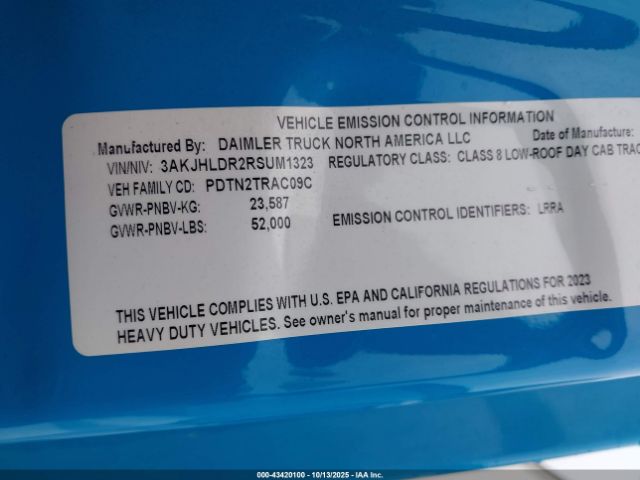 VEHICLE EMISSION CONTROL INFORMATION
Manufactured By: DAIMLER TRUCK NORTH AMERICA LLC Date of Manufacture:
VIN/NIV: 3AKJHLDR2RSUM1323 REGULATORY CLASS: CLASS 8 LOW-ROOF DAY CAB TRAC
VEH FAMILY CD: PDTN2TRAC09C
GVWR-PNBV-KG: 23,587
GVWR-PNBV-LBS: 52,000 EMISSION CONTROL IDENTIFIERS: LRRA
THIS VEHICLE COMPLIES WITH U.S. EPA AND CALIFORNIA REGULATIONS FOR 2023
HEAVY DUTY VEHICLES. See owner's manual for proper maintenance of this vehicle.
000-43420100 - 10/13/2025 - IAA Inc.